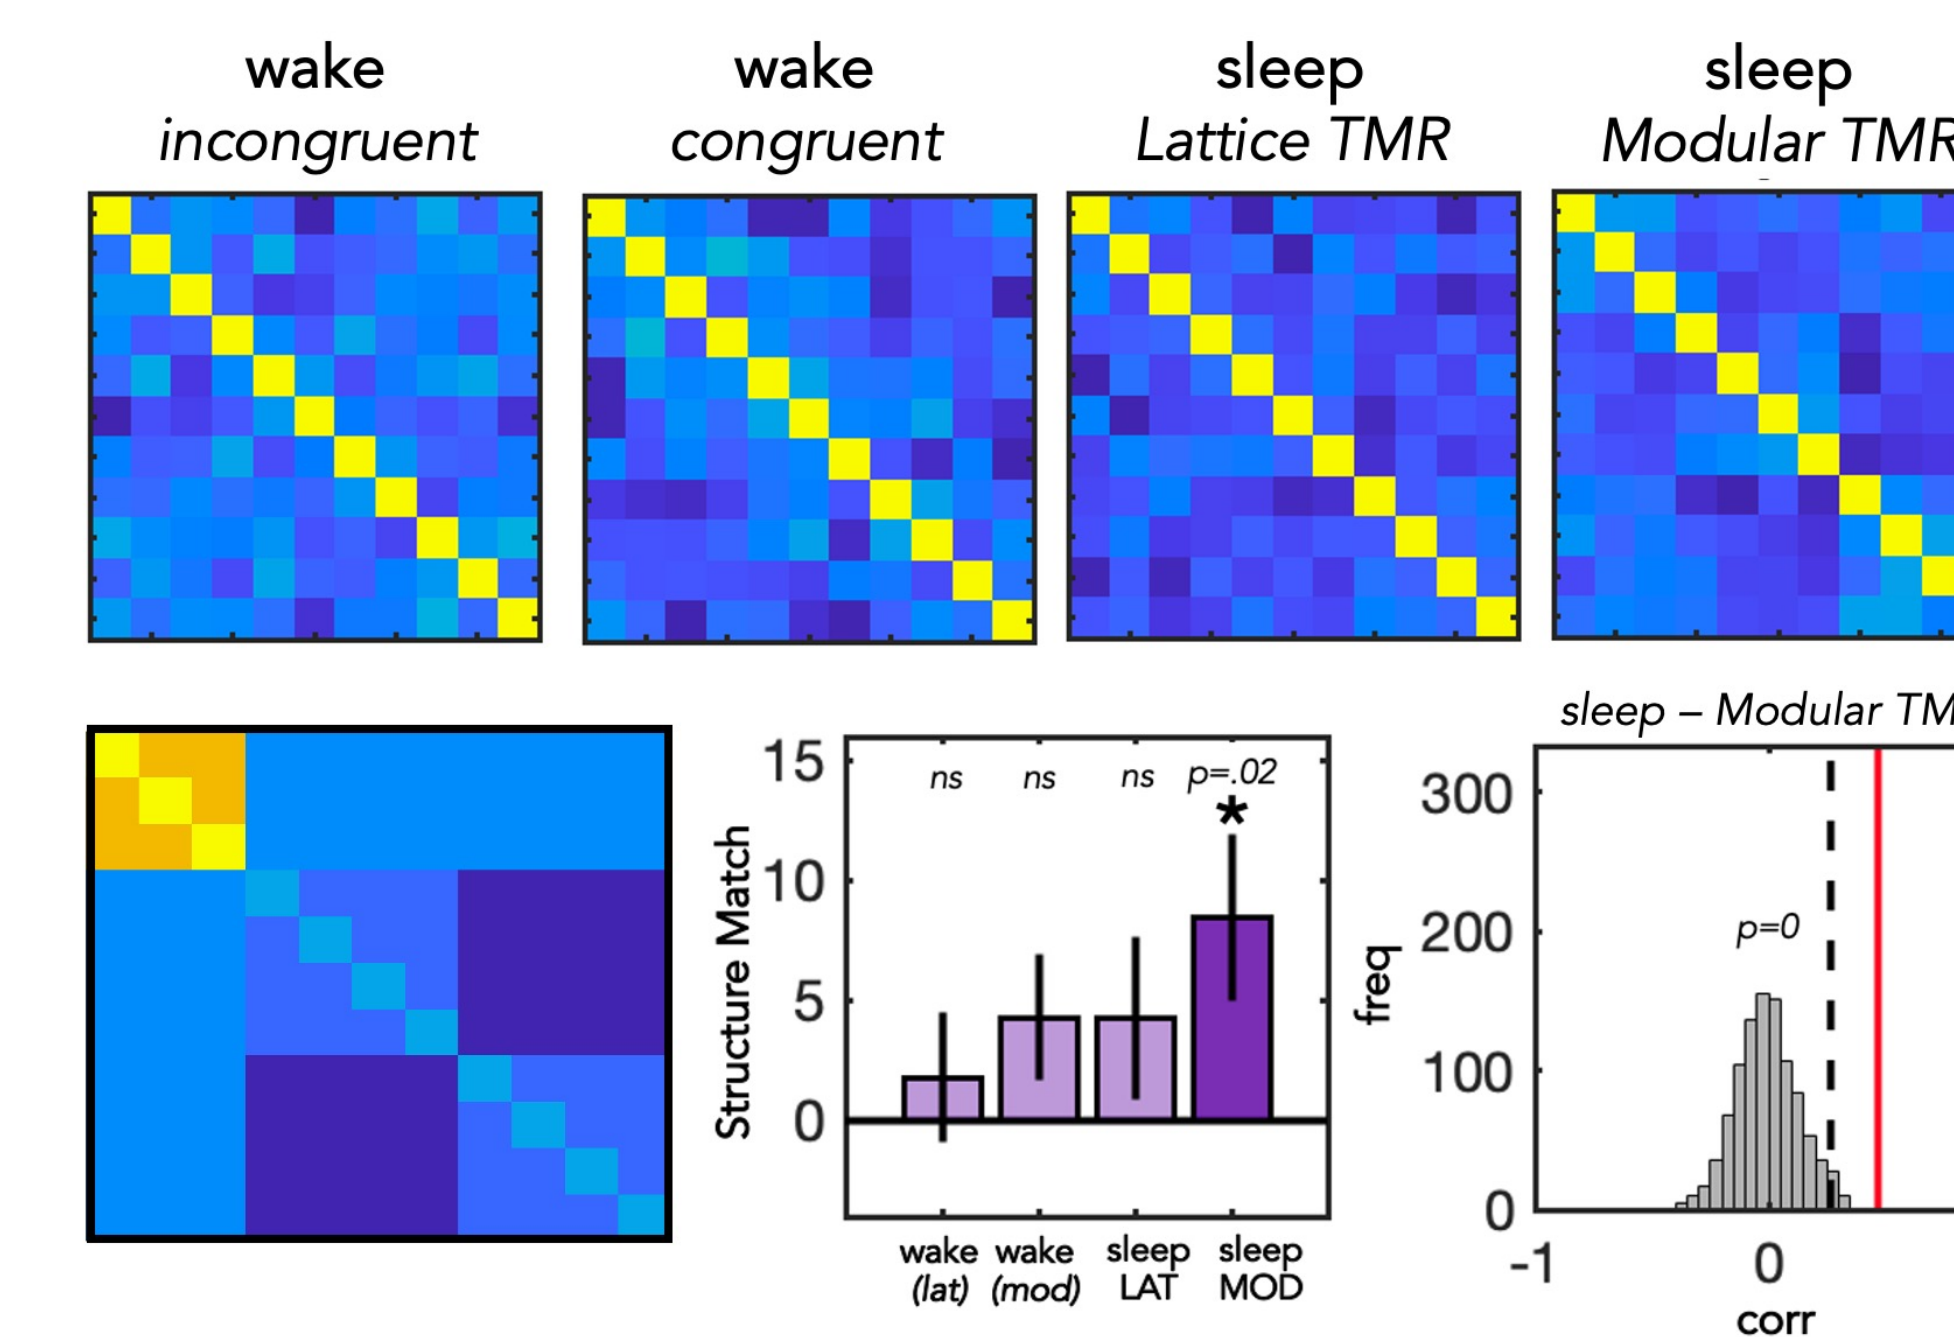 wake
incongruent
wake
congruent
sleep
Lattice TMR
sleep
Modular TMR
15
10
5
0
Structure Match
ns
ns
ns
p=.02
*
wake
(lat)
wake
(mod)
sleep
LAT
sleep
MOD
sleep – Modular TM
300
200
100
0
freq
p=0
-1
0
corr